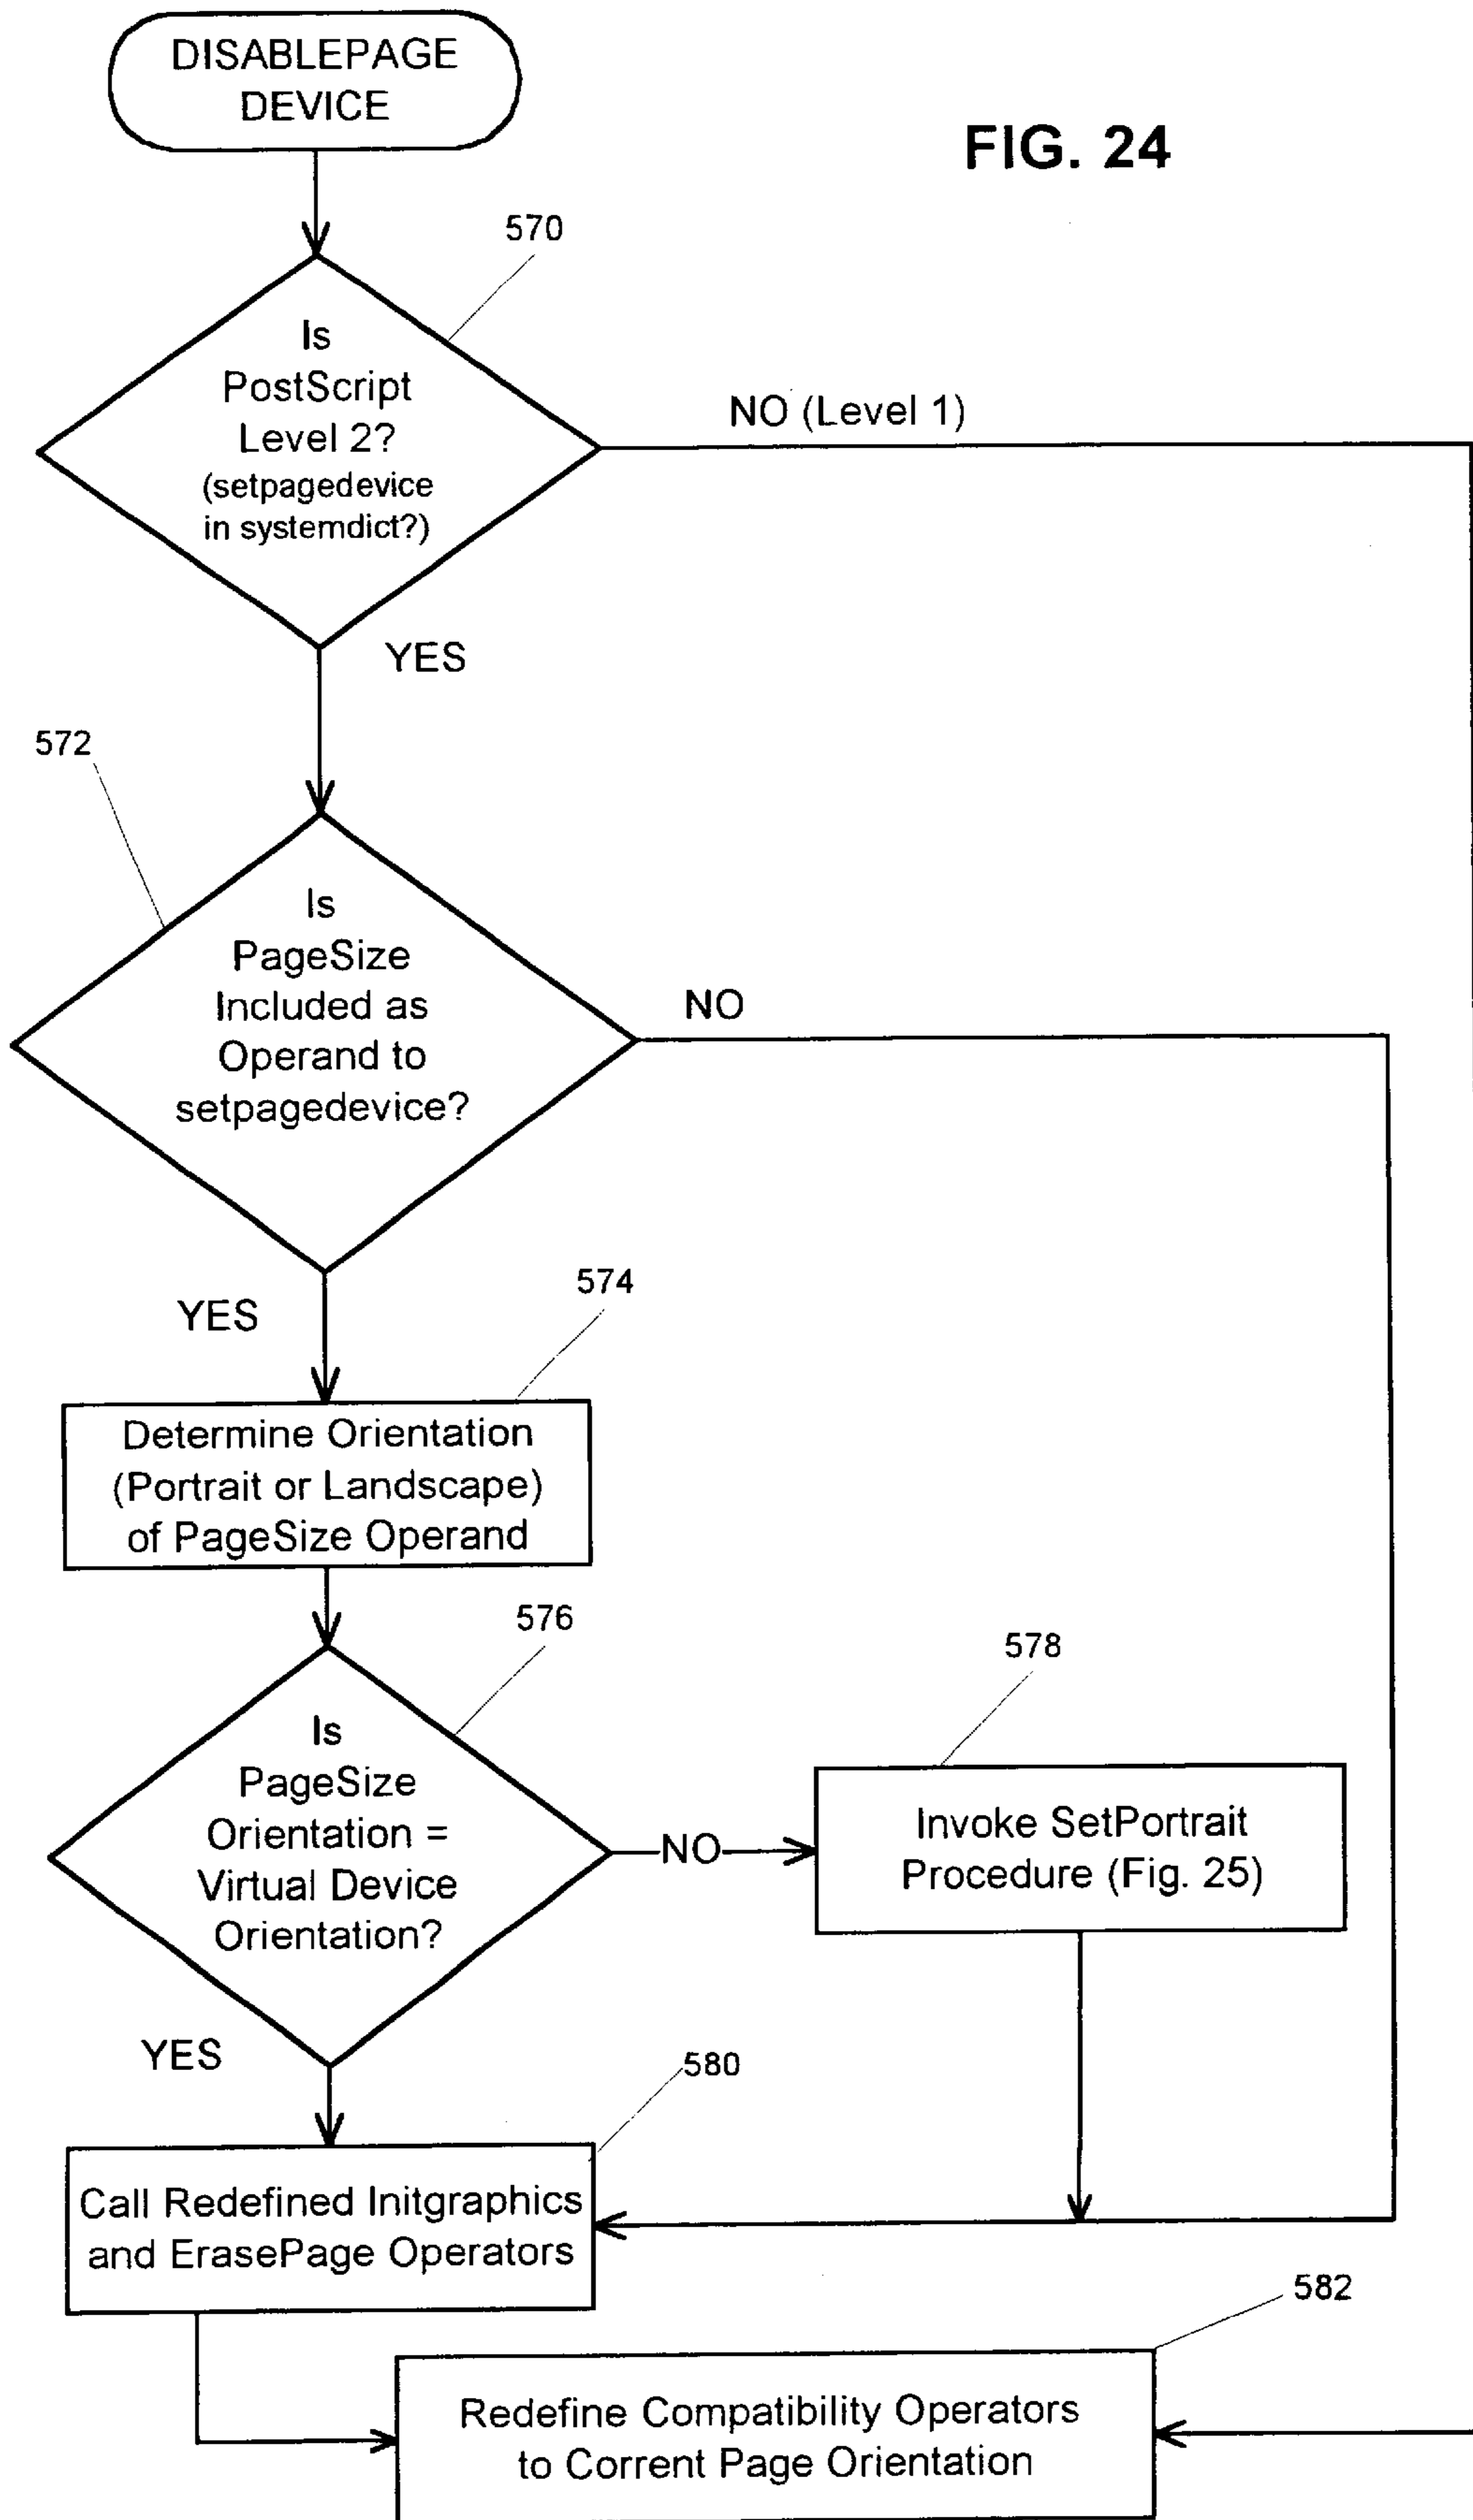 DISABLEPAGE
DEVICE
FIG. 24
570
Is
PostScript
Level 2?
(setpagedevice
in systemdict?)
NO (Level 1)
YES
572
Is
PageSize
Included as
Operand to
setpagedevice?
NO
YES
574
Determine Orientation
(Portrait or Landscape)
of PageSize Operand
576
Is
PageSize
Orientation =
Virtual Device
Orientation?
NO
578
Invoke SetPortrait
Procedure (Fig. 25)
YES
580
Call Redefined Initgraphics
and ErasePage Operators
582
Redefine Compatibility Operators
to Corrent Page Orientation